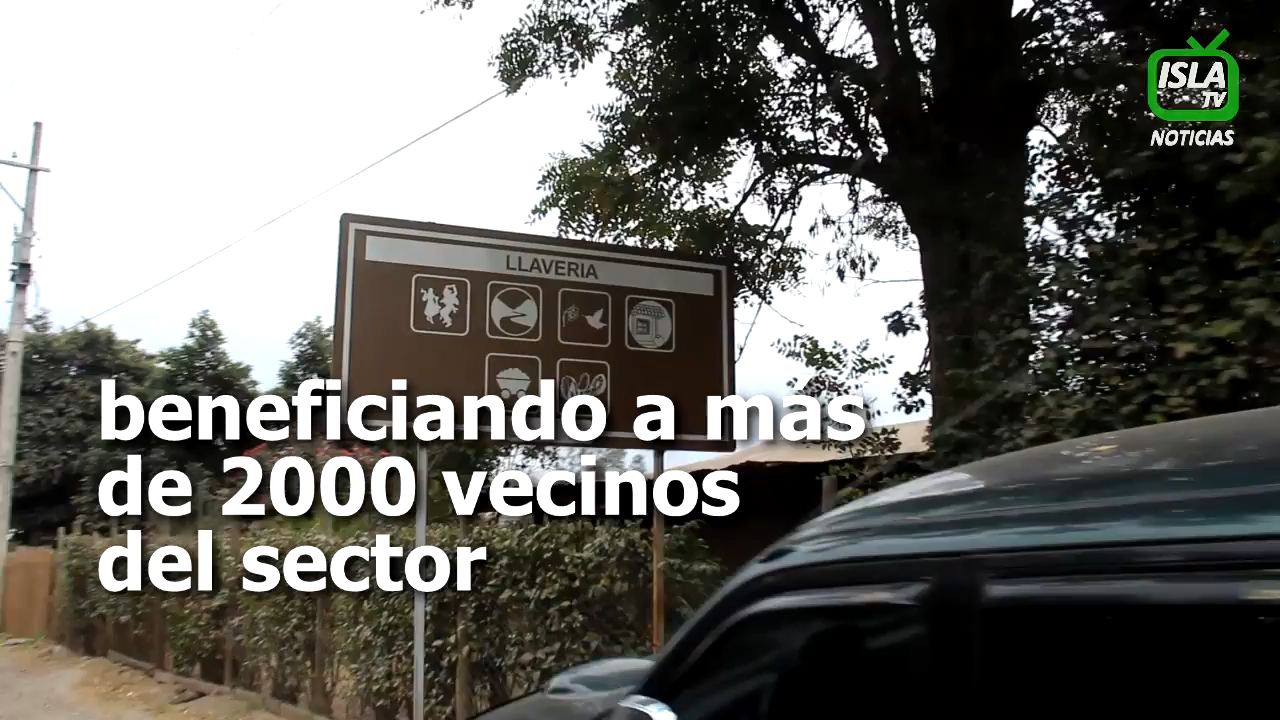 ISLA
TV
NOTICIAS
LLAVERIA
beneficiando a más
de 2000 vecinos
del sector